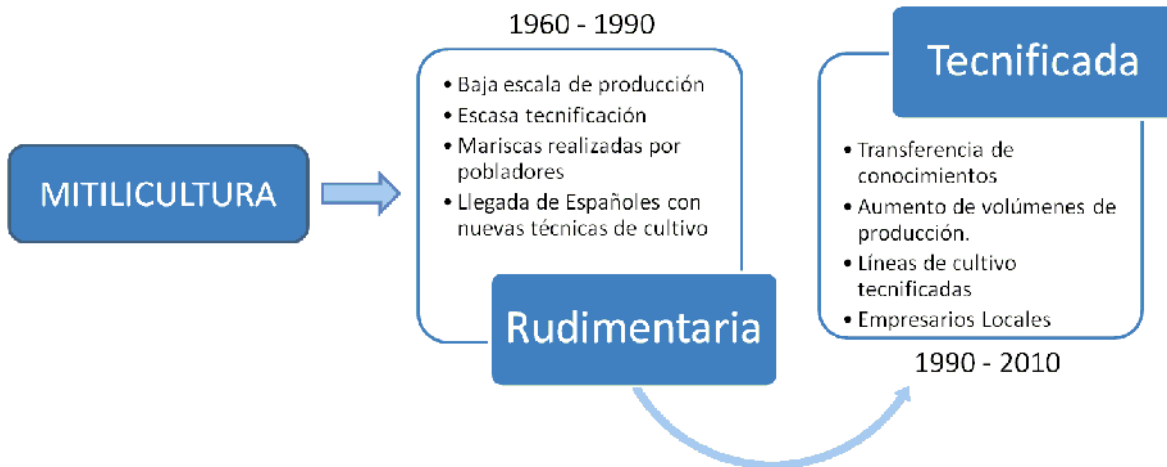 MITILICULTURA
1960 - 1990
• Baja escala de producción
• Escasa tecnificación
• Mariscas realizadas por
pobladores
• Llegada de Españoles con
nuevas técnicas de cultivo
Rudimentaria
Tecnificada
• Transferencia de
conocimientos
• Aumento de volúmenes de
producción.
• Líneas de cultivo
tecnificadas
• Empresarios Locales
1990 - 2010